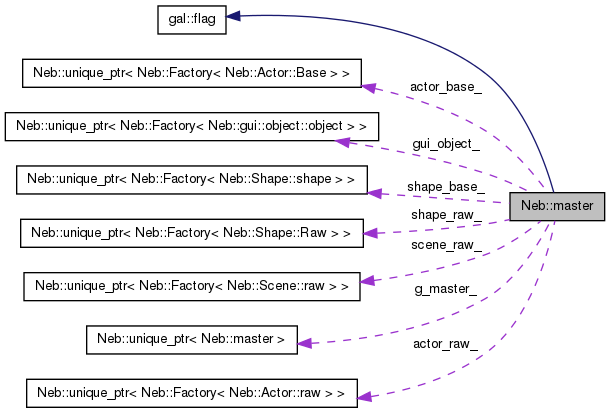 gal::flag
Neb::unique_ptr< Neb::Factory< Neb::Actor::Base > >
actor_base_
Neb::unique_ptr< Neb::Factory< Neb::gui::object::object > >
gui_object_
Neb::unique_ptr< Neb::Factory< Neb::Shape::shape > >
shape_base_
Neb::master
Neb::unique_ptr< Neb::Factory< Neb::Shape::Raw > >
shape_raw_
Neb::unique_ptr< Neb::Factory< Neb::Scene::raw > >
scene_raw_
Neb::unique_ptr< Neb::master >
g_master_
Neb::unique_ptr< Neb::Factory< Neb::Actor::raw > >
actor_raw_